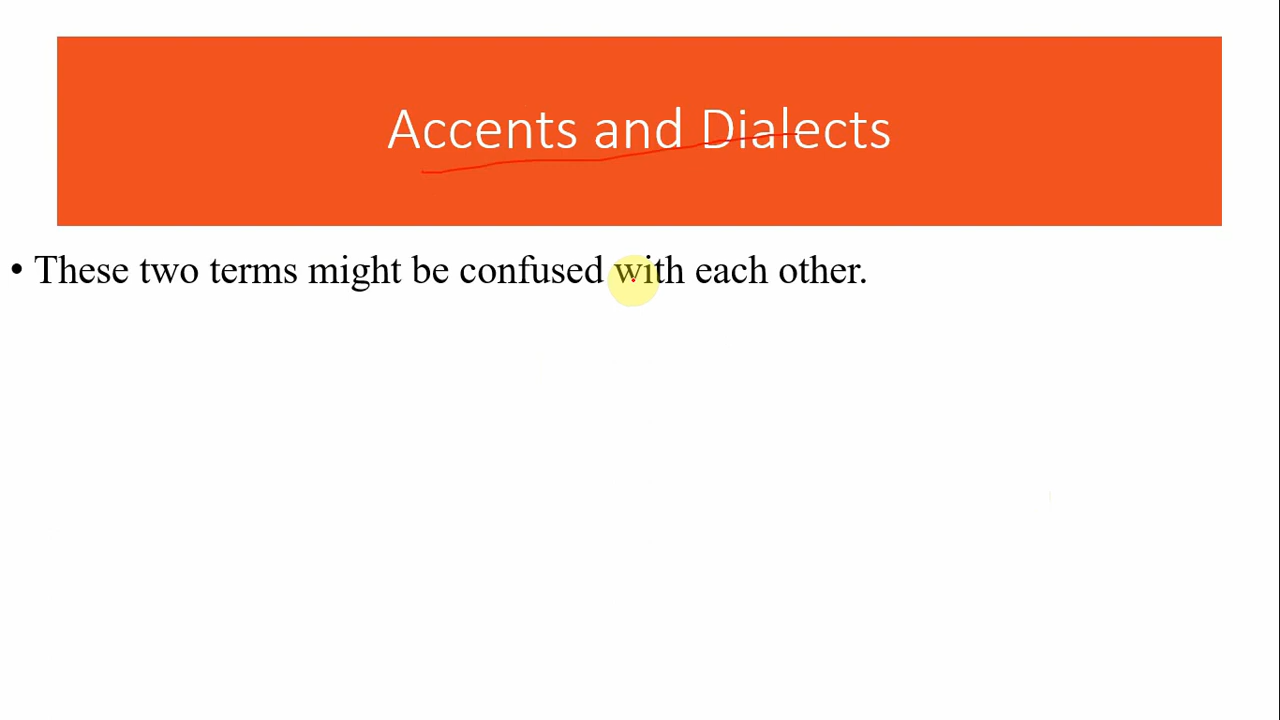 Accents and Dialects
• These two terms might be confused with each other.